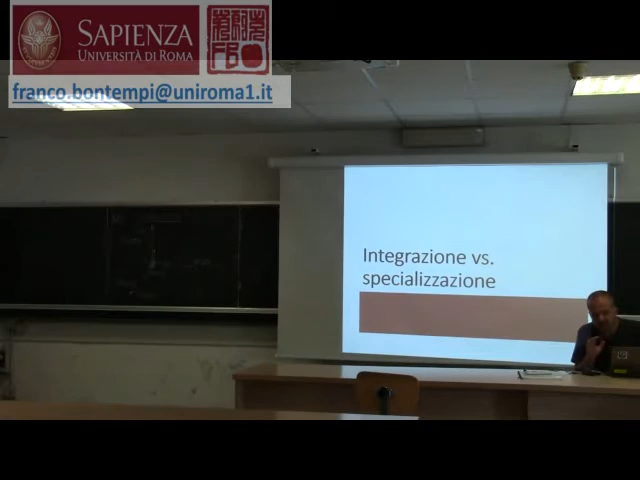 SAPIENZA
UNIVERSITÀ DI ROMA
franco.bontempi@uniroma1.it
Integrazione vs.
specializzazione